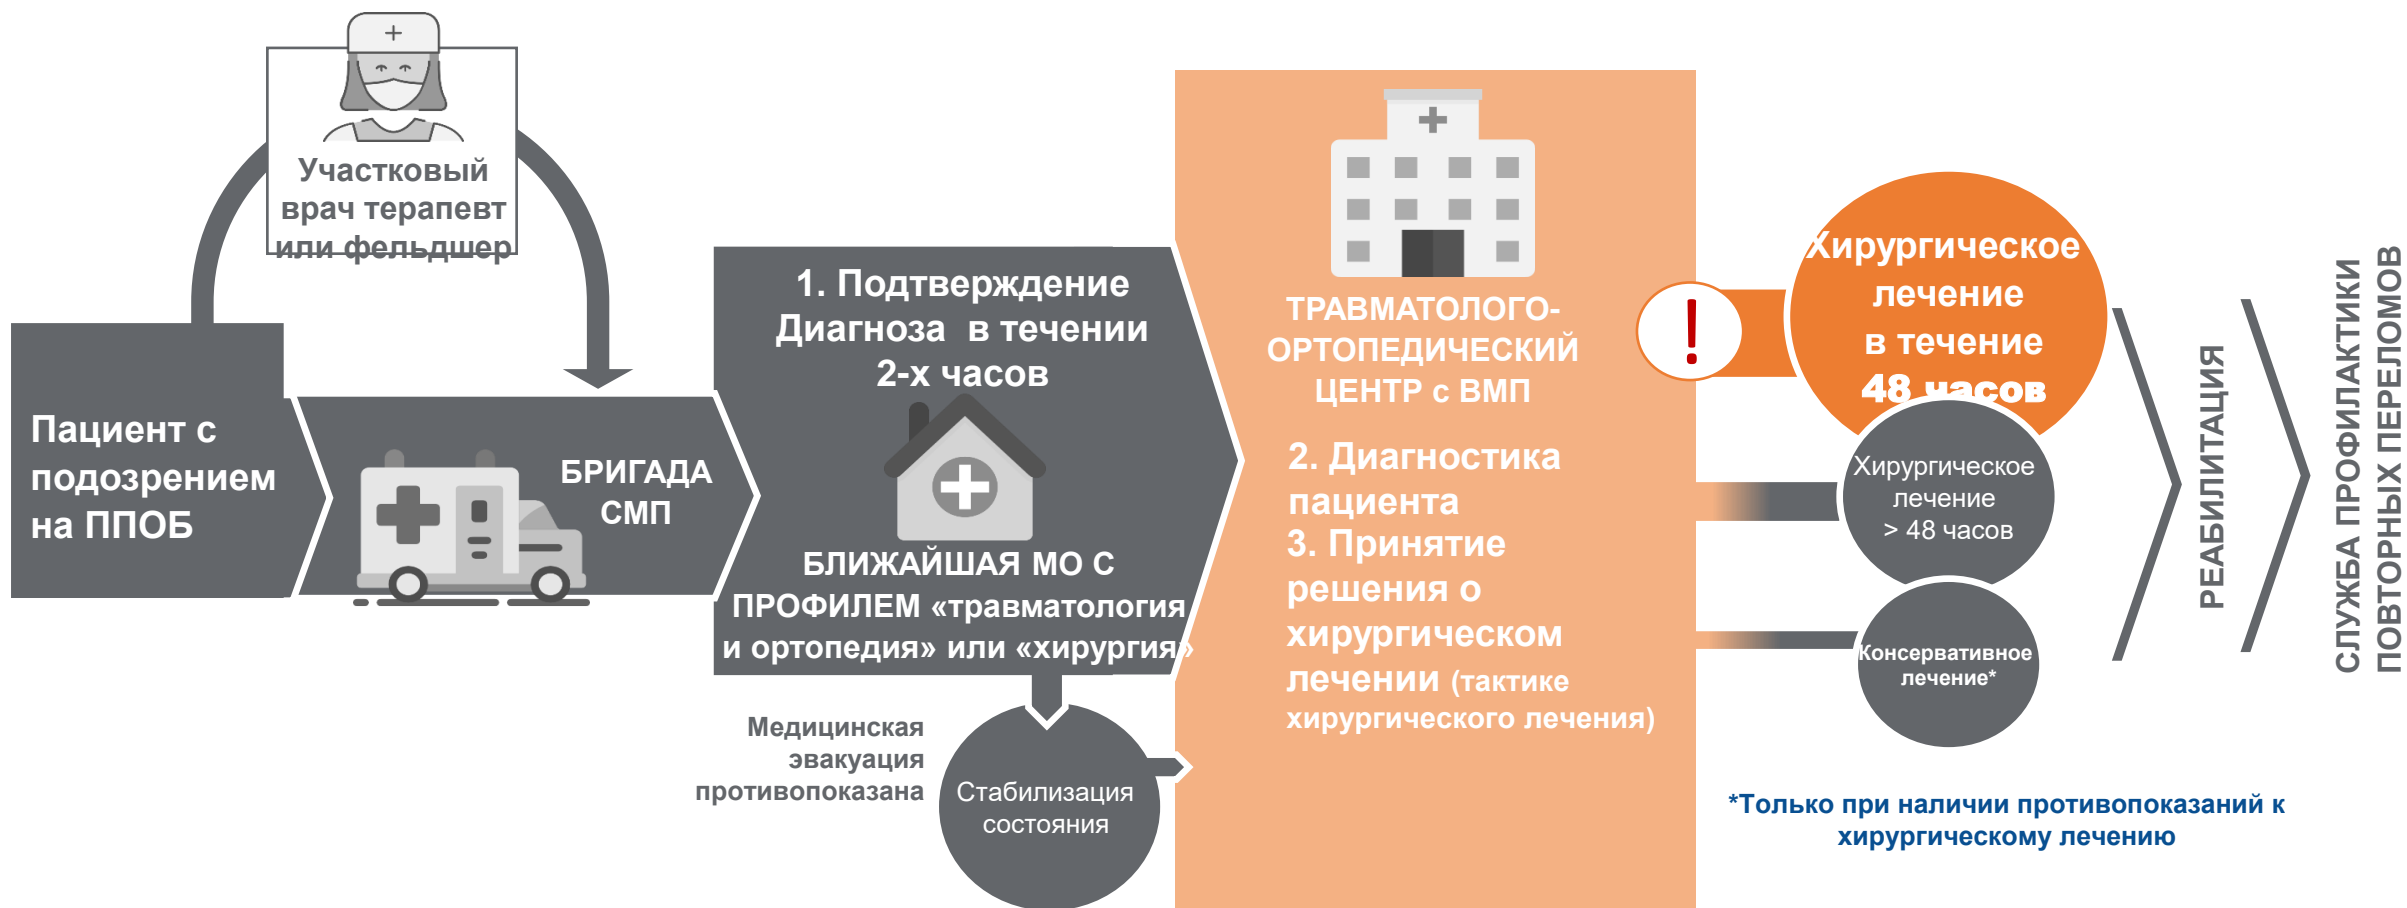 Участковый
врач терапевт
или фельдшер
Пациент с
подозрением
на ППОБ
БРИГАДА
СМП
1. Подтверждение
Диагноза в течении
2-х часов
БЛИЖАЙШАЯ МО С
ПРОФИЛЕМ «травматология
и ортопедия» или «хирургия»
Медицинская
эвакуация
противопоказана
Стабилизация
состояния
ТРАВМАТОЛОГО-
ОРТОПЕДИЧЕСКИЙ
ЦЕНТР с ВМП
2. Диагностика
пациента
3. Принятие
решения о
хирургическом
лечении (тактике
хирургического лечения)
!
Хирургическое
лечение
в течение
48 часов
Хирургическое
лечение
> 48 часов
Консервативное
лечение*
*Только при наличии противопоказаний к
хирургическому лечению
РЕАБИЛИТАЦИЯ
СЛУЖБА ПРОФИЛАКТИКИ
ПОВТОРНЫХ ПЕРЕЛОМОВ